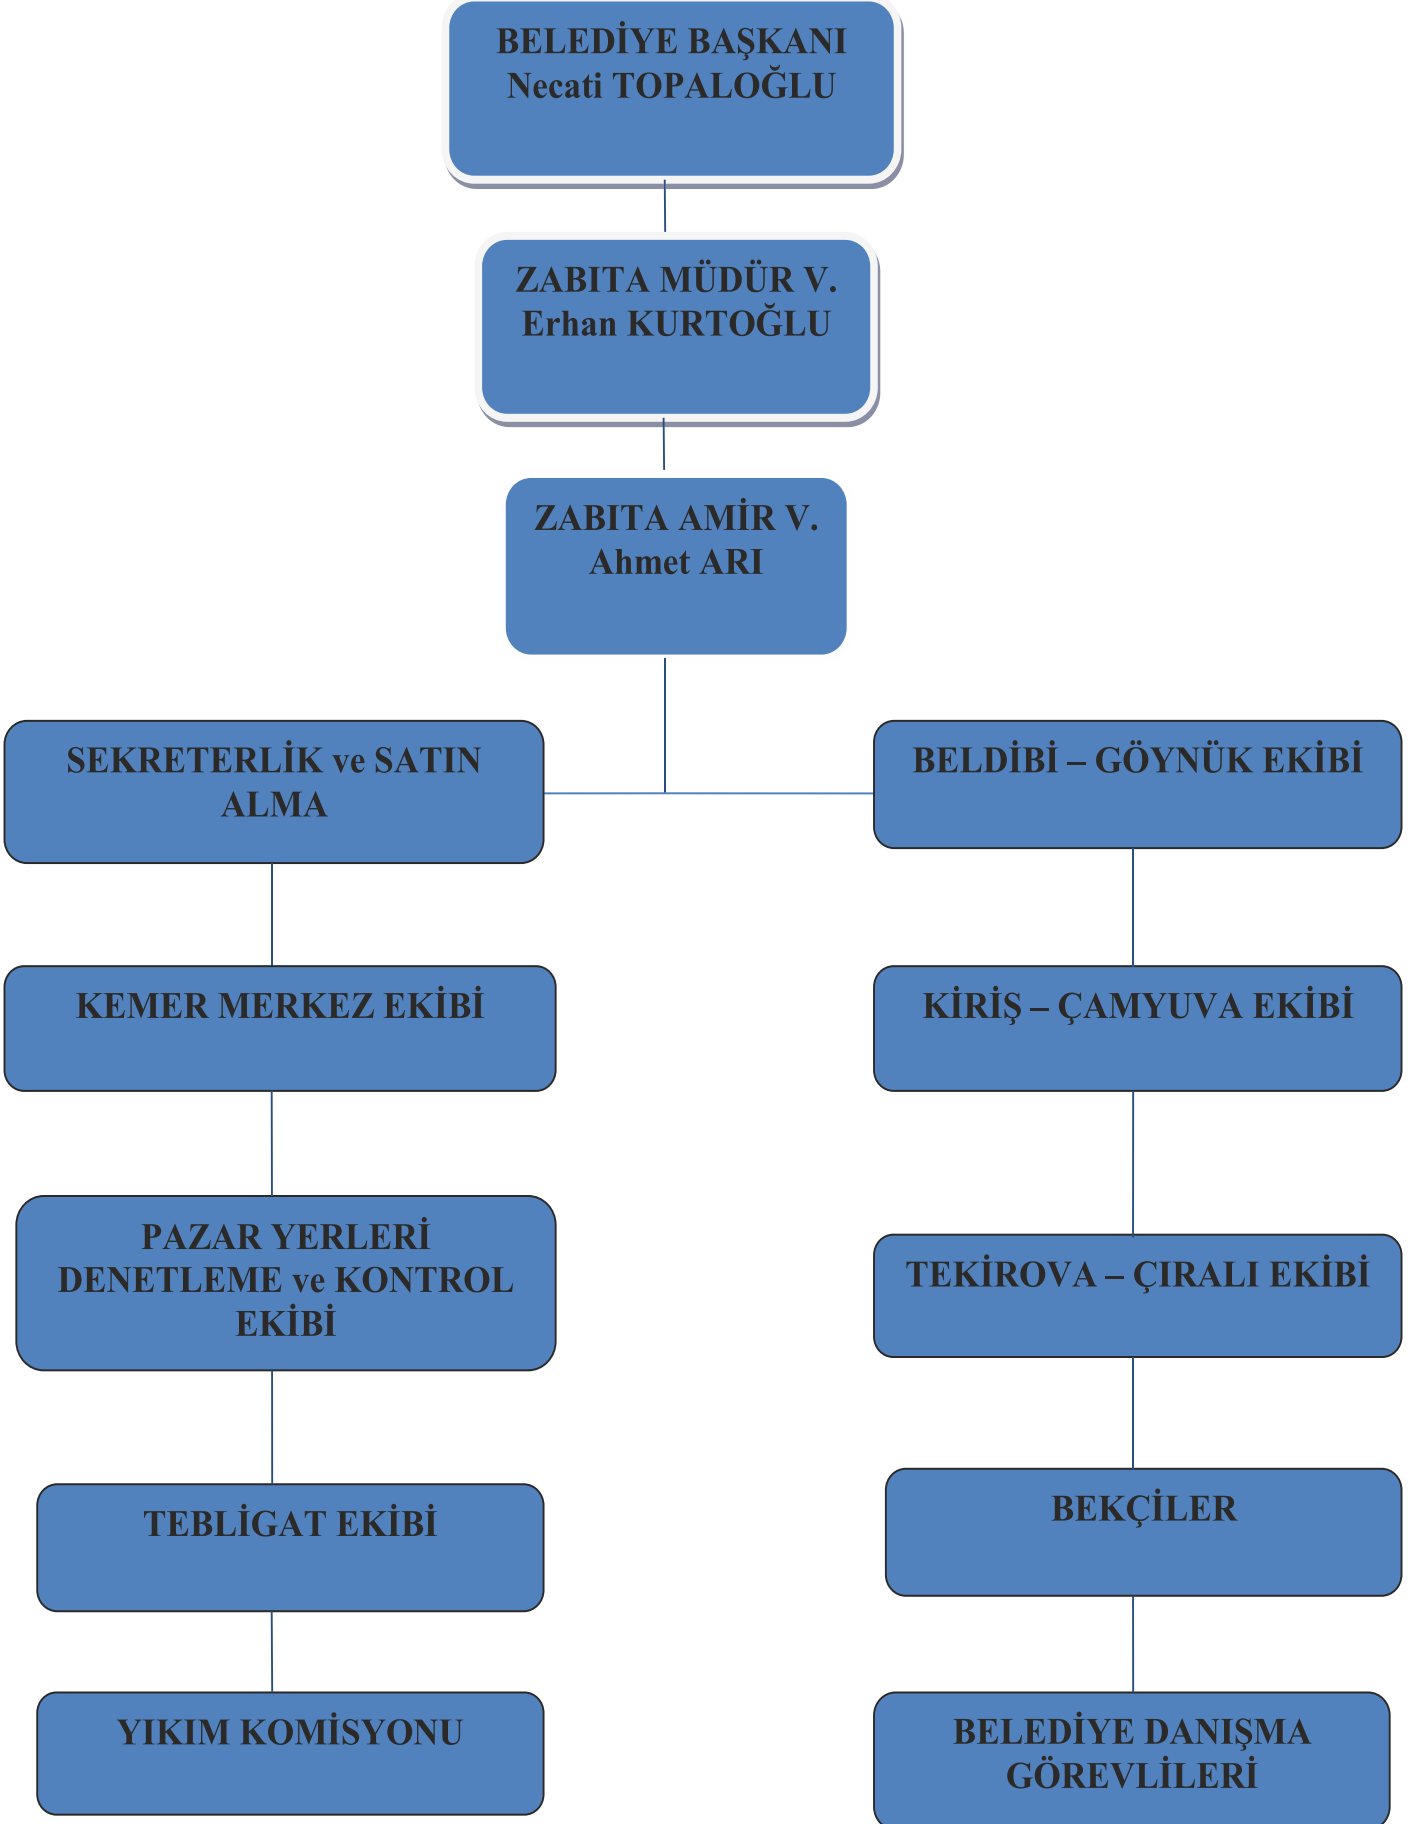 BELEDİYE BAŞKANI
Necati TOPALOĞLU
ZABITA MÜDÜR V.
Erhan KURTOĞLU
ZABITA AMİR V.
Ahmet ARI
SEKRETERLİK ve SATIN
ALMA
BELDİBİ – GÖYNÜK EKİBİ
KEMER MERKEZ EKİBİ
KİRİŞ – ÇAMYUVA EKİBİ
PAZAR YERLERİ
DENETLEME ve KONTROL
EKİBİ
TEKİROVA – ÇIRALI EKİBİ
TEBLİGAT EKİBİ
BEKÇİLER
YIKIM KOMİSYONU
BELEDİYE DANIŞMA
GÖREVLİLERİ